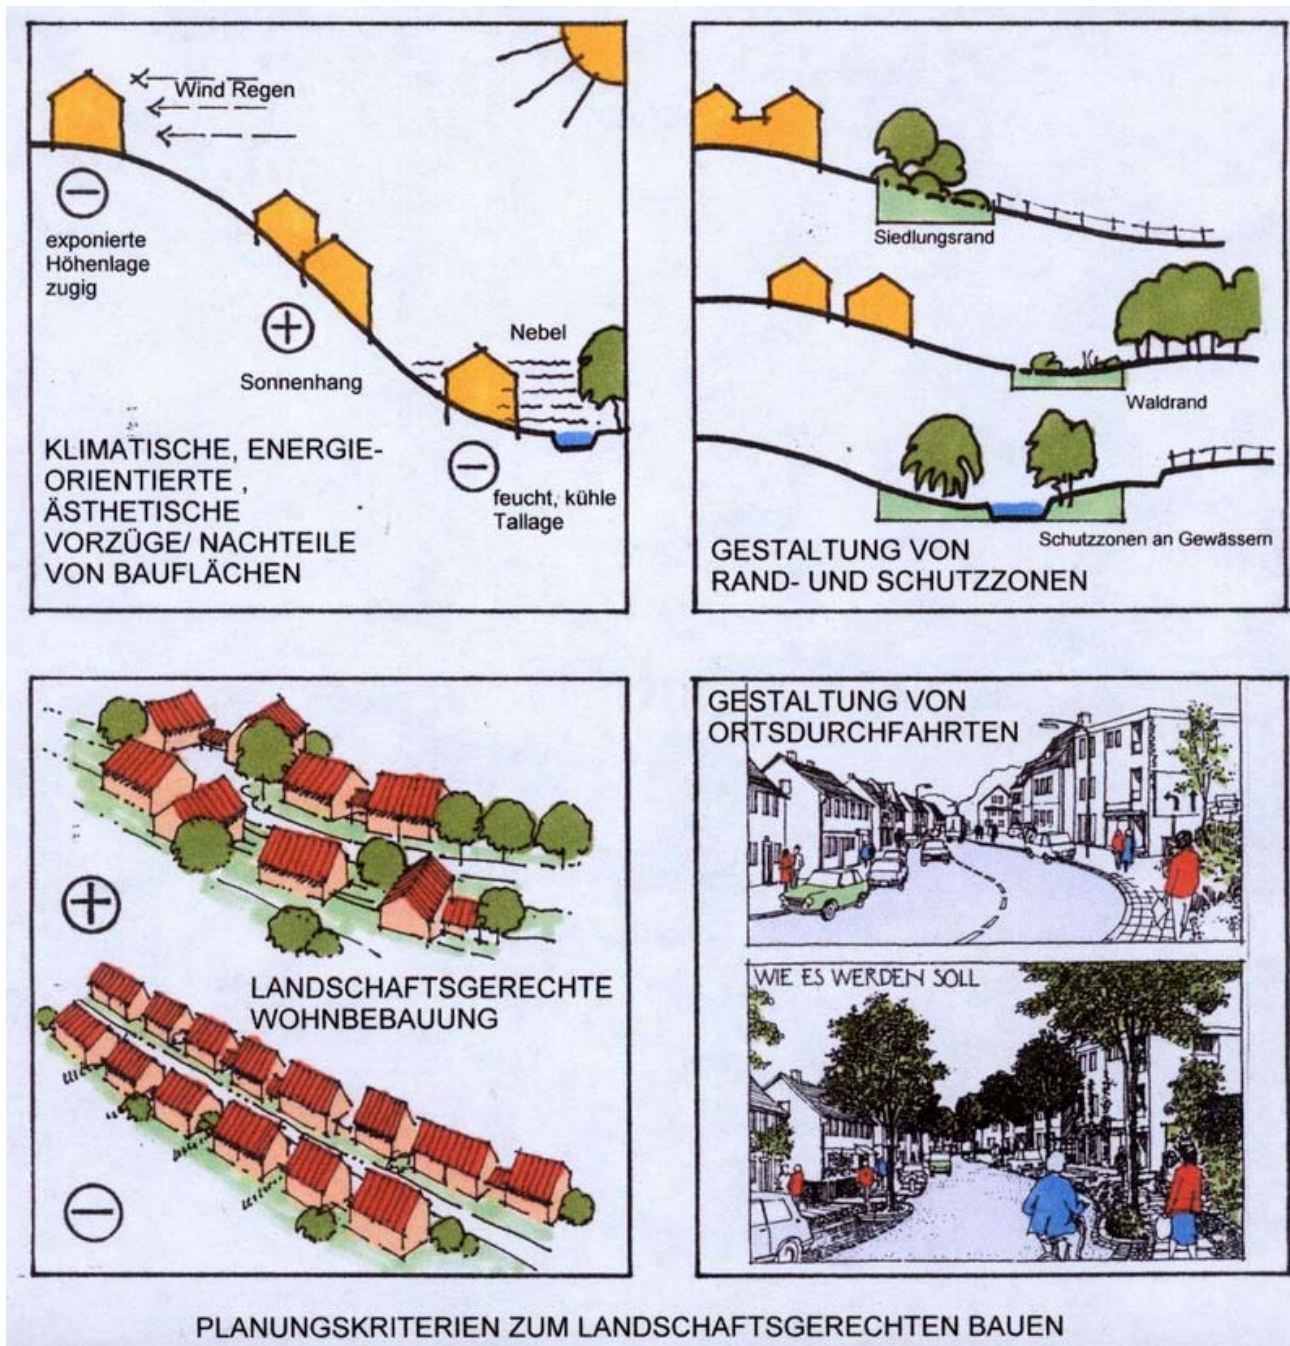 Wind Regen
exponierte
Höhenlage
zugig
Sonnenhang
Nebel
feucht, kühle
Tallage
KLIMATISCHE, ENERGIE-
ORIENTIERTE ,
ÄSTHETISCHE
VORZÜGE/ NACHTEILE
VON BAUFLÄCHEN
Siedlungsrand
Waldrand
Schutzzonen an Gewässern
GESTALTUNG VON
RAND- UND SCHUTZZONEN
LANDSCHAFTSGERECHTE
WOHNBEBAUUNG
GESTALTUNG VON
ORTSDURCHFAHRTEN
WIE ES WERDEN SOLL
PLANUNGSKRITERIEN ZUM LANDSCHAFTSGERECHTEN BAUEN